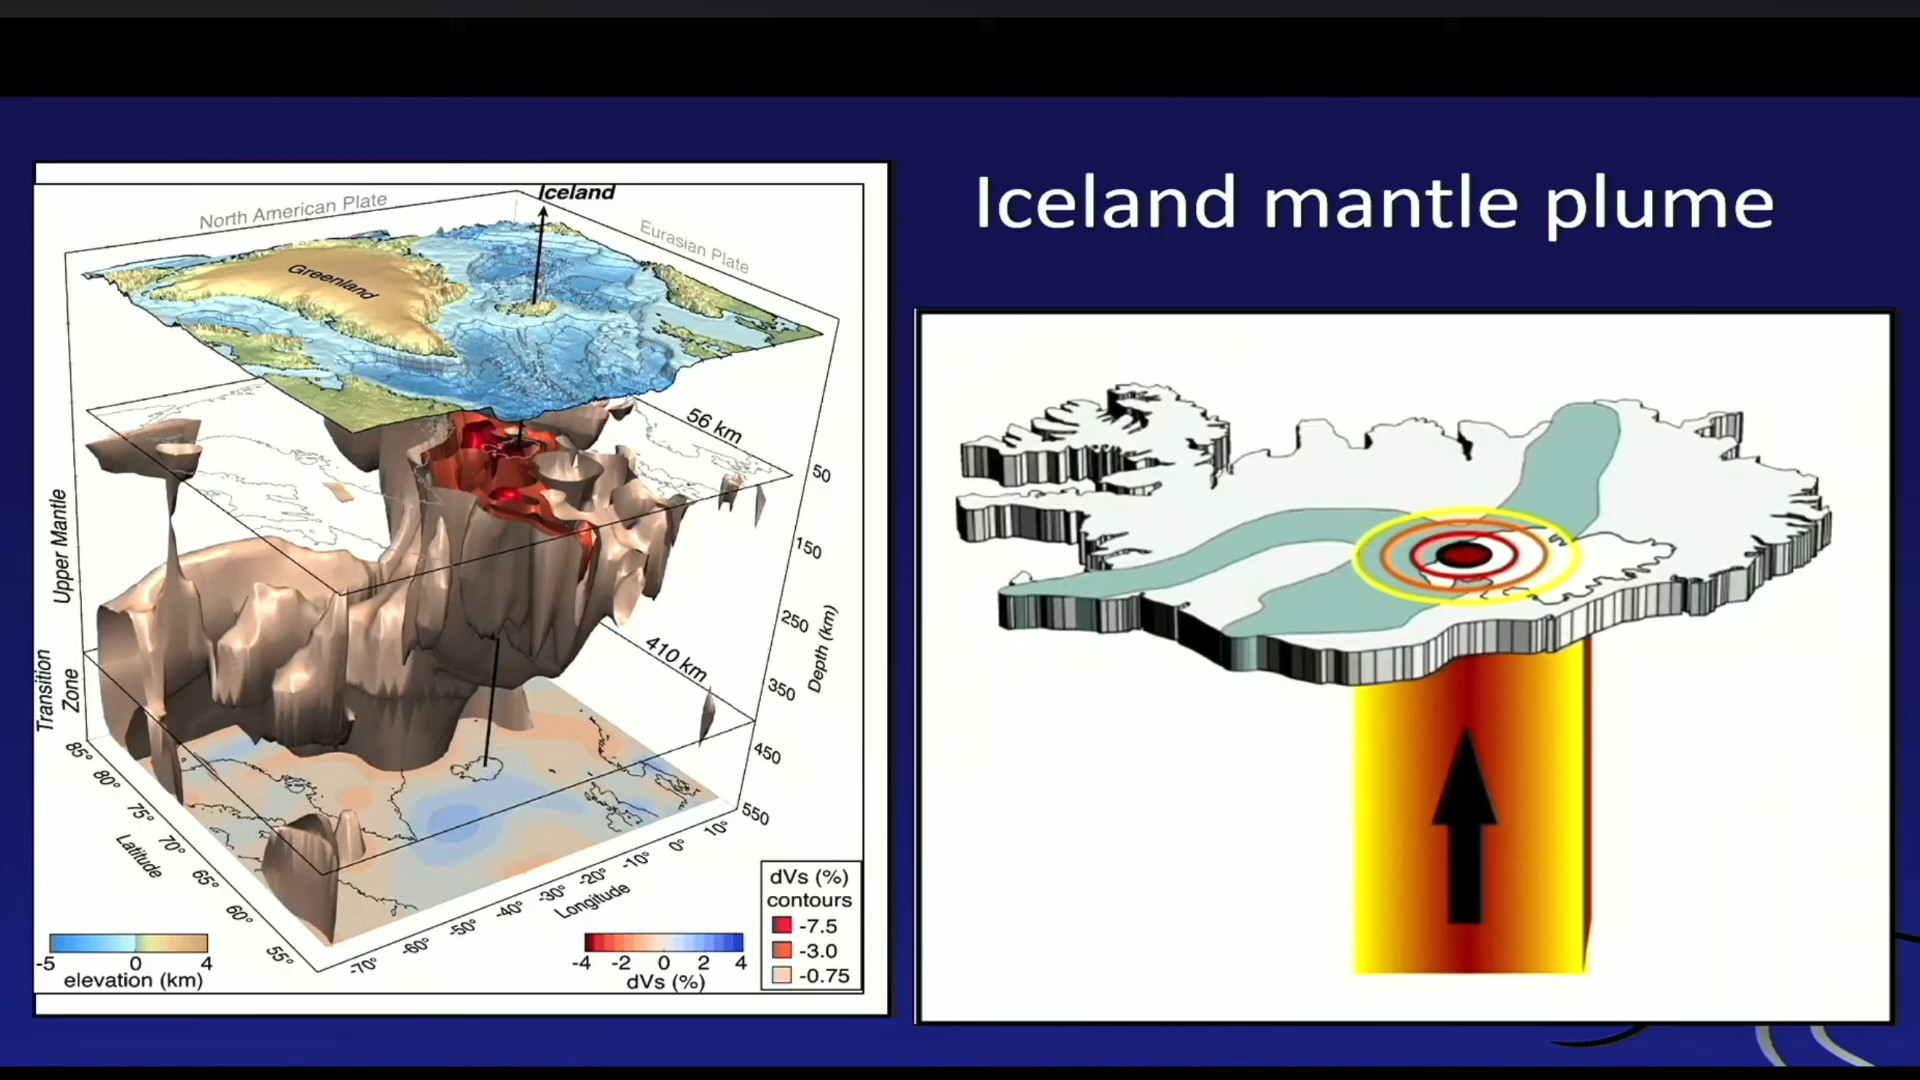 Iceland mantle plume
Iceland
North American Plate
Eurasian Plate
Greenland
56 km
50
150
250
350
450
550
Depth (km)
410 km
Upper Mantle
Transition
Zone
85°
80°
75°
70°
65°
60°
55°
Latitude
-70°
-60°
-50°
-40°
-30°
-20°
-10°
0°
10°
Longitude
-5 0 4
elevation (km)
-4 -2 0 2 4
dVs (%)
dVs (%)
contours
-7.5
-3.0
-0.75